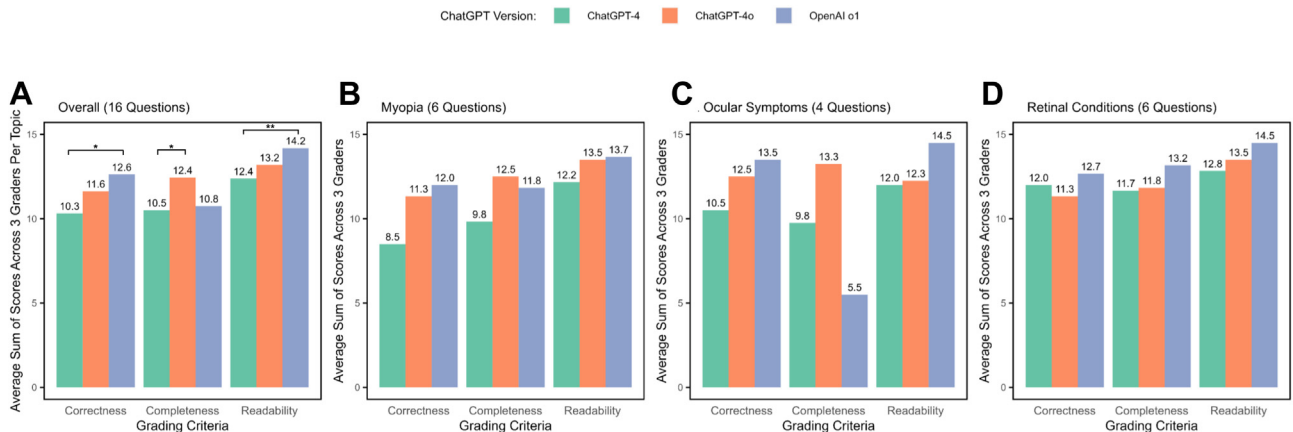 ChatGPT Version: ChatGPT-4 ChatGPT-4o OpenAI o1
A Overall (16 Questions)
Average Sum of Scores Across 3 Graders Per Topic
15
10
5
0
* * **
10.3 11.6 12.6 10.5 12.4 10.8 12.4 13.2 14.2
Correctness Completeness Readability
Grading Criteria
B Myopia (6 Questions)
Average Sum of Scores Across 3 Graders
15
10
5
0
8.5 11.3 12.0 9.8 12.5 11.8 12.2 13.5 13.7
Correctness Completeness Readability
Grading Criteria
C Ocular Symptoms (4 Questions)
Average Sum of Scores Across 3 Graders
15
10
5
0
10.5 12.5 13.5 9.8 13.3 5.5 12.0 12.3 14.5
Correctness Completeness Readability
Grading Criteria
D Retinal Conditions (6 Questions)
Average Sum of Scores Across 3 Graders
15
10
5
0
12.0 11.3 12.7 11.7 11.8 13.2 12.8 13.5 14.5
Correctness Completeness Readability
Grading Criteria